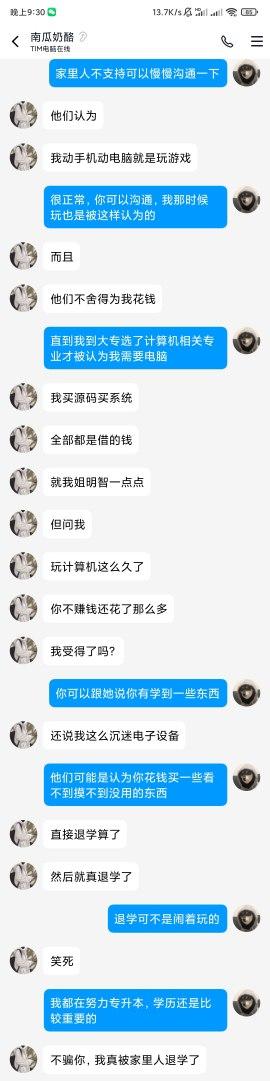 晚上9:30
13.7K/s
85
南瓜奶酪
TIM电脑在线
家里人不支持可以慢慢沟通一下
他们认为
我动手机动电脑就是玩游戏
很正常，你可以沟通，我那时候
玩也是被这样认为的
而且
他们不舍得为我花钱
直到我到大专选了计算机相关专
业才被认为我需要电脑
我买源码买系统
全部都是借的钱
就我姐明智一点点
但问我
玩计算机这么久了
你不赚钱还花了那么多
我受得了吗？
你可以跟她说你有学到一些东西
还说我这么沉迷电子设备
他们可能是认为你花钱买一些看
不到摸不到没用的东西
直接退学算了
然后就真退学了
退学可不是闹着玩的
笑死
我都在努力专升本，学历还是比
较重要的
不骗你，我真被家里人退学了